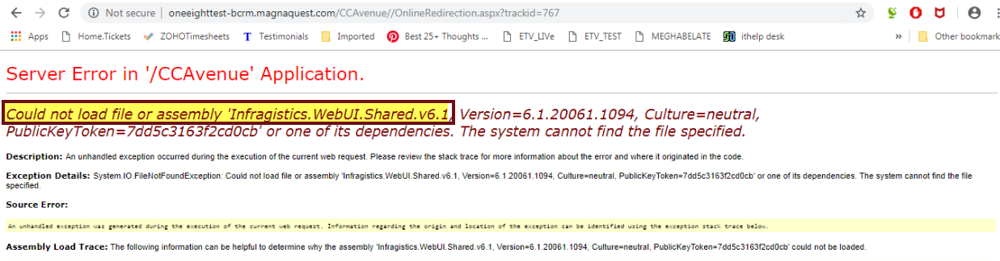 Not secure | oneeighttest-bcrm.magnaquest.com/CCAvenue//OnlineRedirection.aspx?trackid=767
Apps Home.Tickets ZOHOTimesheets T Testimonials Imported Best 25+ Thoughts ... ETV_LIVe ETV_TEST MEGHABELATE ithelp desk » Other bookmark
Server Error in '/CCAvenue' Application.
Could not load file or assembly 'Infragistics.WebUI.Shared.v6.1, Version=6.1.20061.1094, Culture=neutral,
PublicKeyToken=7dd5c3163f2cd0cb' or one of its dependencies. The system cannot find the file specified.
Description: An unhandled exception occurred during the execution of the current web request. Please review the stack trace for more information about the error and where it originated in the code.
Exception Details: System.IO.FileNotFoundException: Could not load file or assembly 'Infragistics.WebUI.Shared.v6.1, Version=6.1.20061.1094, Culture=neutral, PublicKeyToken=7dd5c3163f2cd0cb' or one of its dependencies. The system cannot find the file
specified.
Source Error:
An unhandled exception was generated during the execution of the current web request. Information regarding the origin and location of the exception can be identified using the exception stack trace below.
Assembly Load Trace: The following information can be helpful to determine why the assembly 'Infragistics.WebUI.Shared.v6.1, Version=6.1.20061.1094, Culture=neutral, PublicKeyToken=7dd5c3163f2cd0cb' could not be loaded.